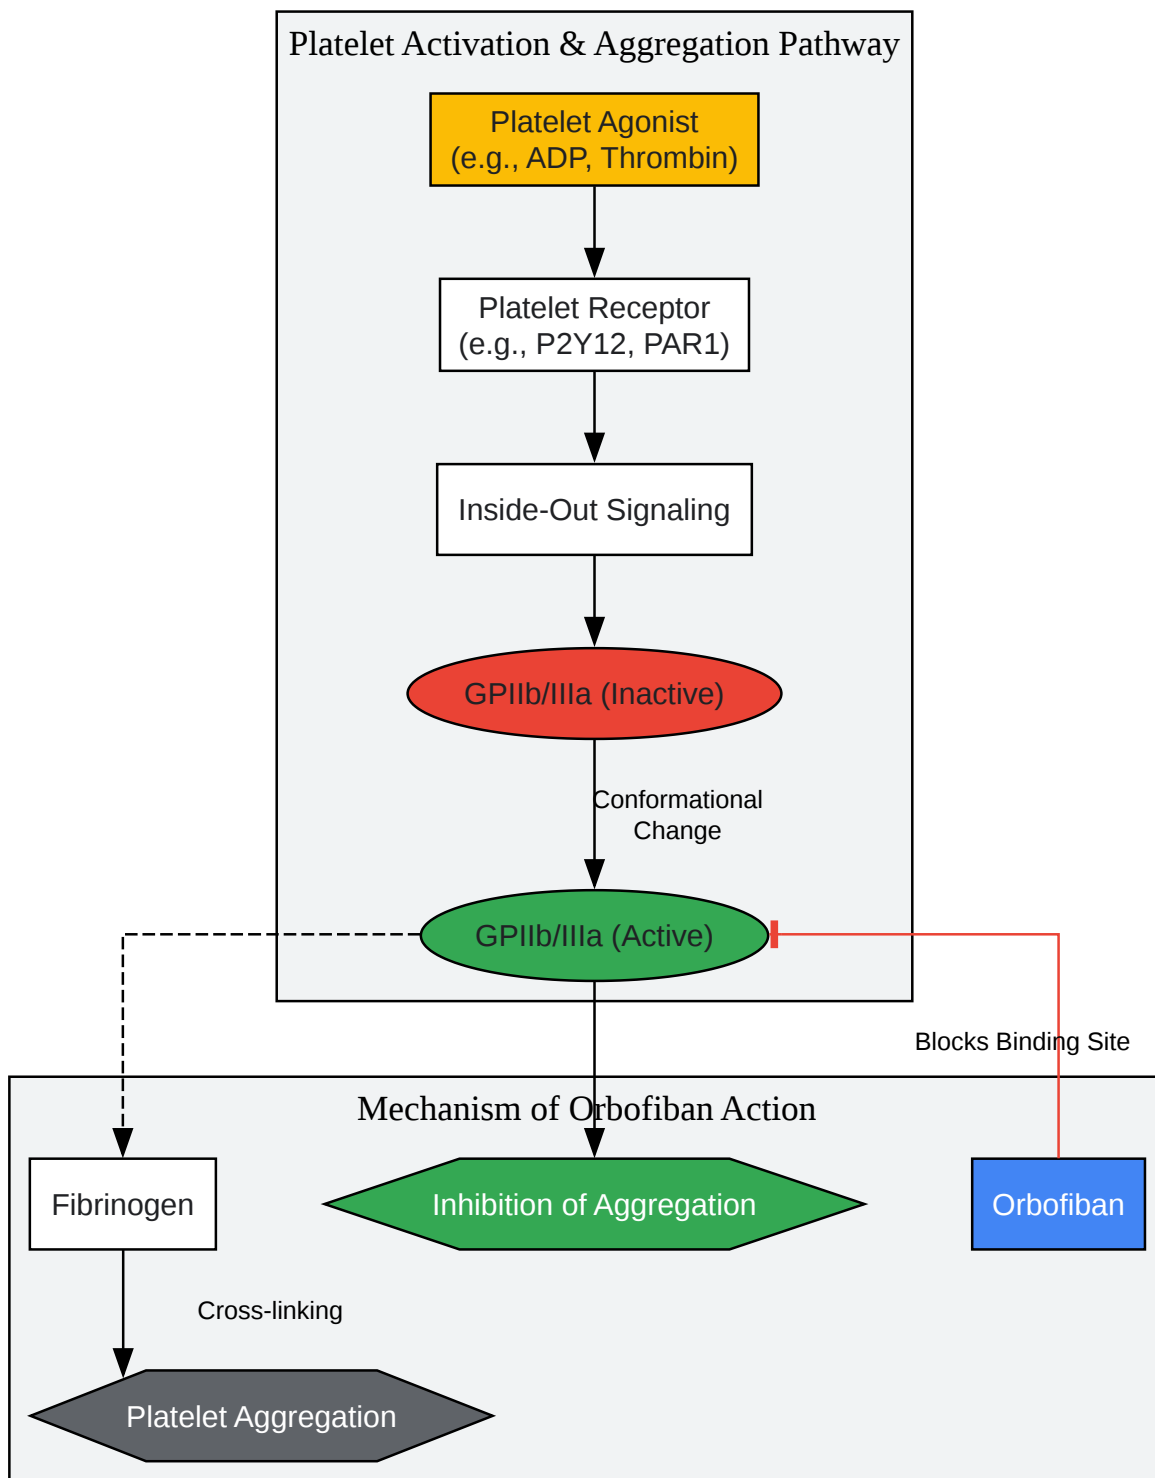 Platelet Activation & Aggregation Pathway
Platelet Agonist
(e.g., ADP, Thrombin)
Platelet Receptor
(e.g., P2Y12, PAR1)
Inside-Out Signaling
GPIIb/IIIa (Inactive)
Conformational
Change
GPIIb/IIIa (Active)
Blocks Binding Site
Mechanism of Orbofiban Action
Fibrinogen
Inhibition of Aggregation
Orbofiban
Cross-linking
Platelet Aggregation